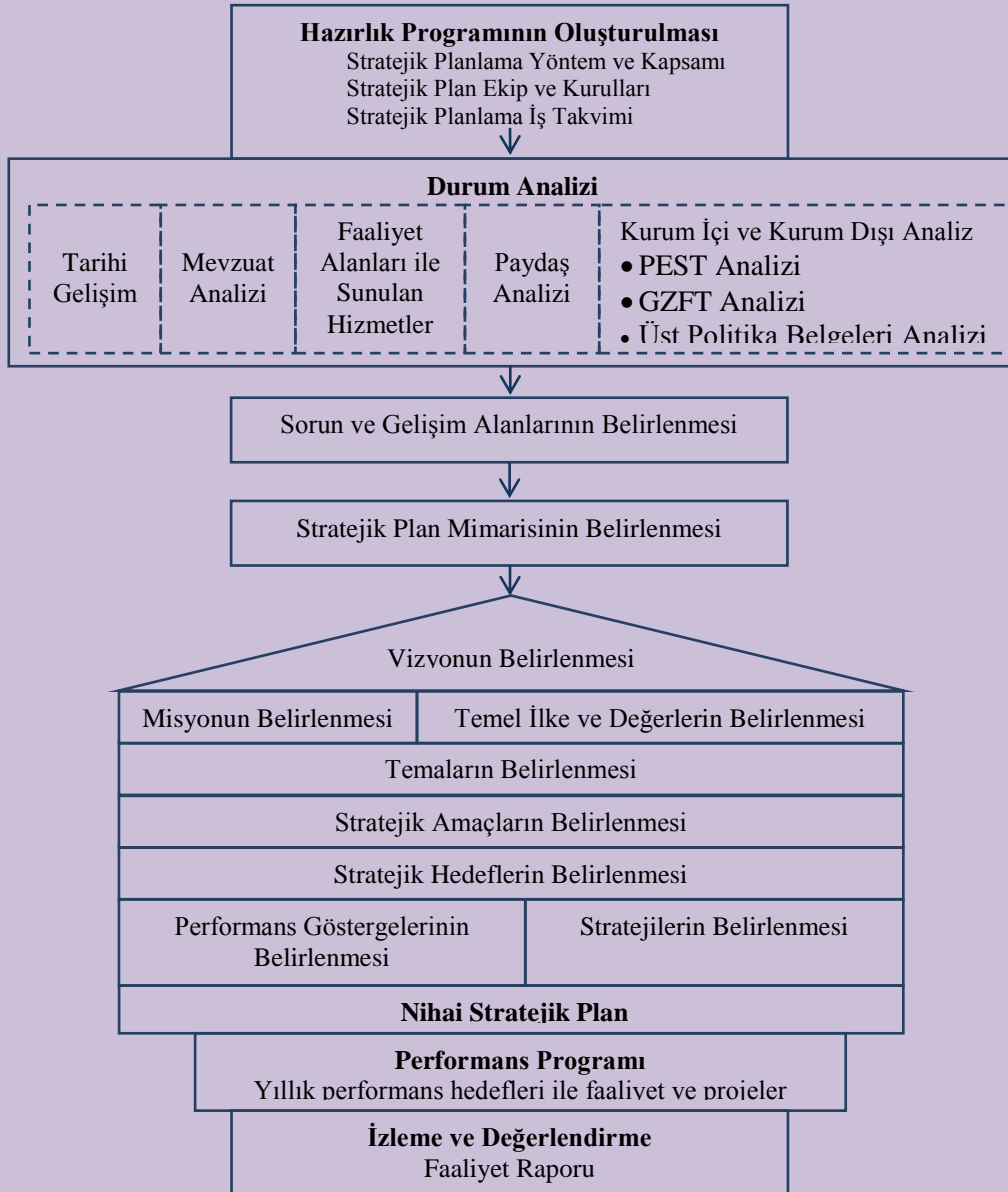 Hazırlık Programının Oluşturulması
Stratejik Planlama Yöntem ve Kapsamı
Stratejik Plan Ekip ve Kurulları
Stratejik Planlama İş Takvimi
Durum Analizi
Tarihi
Gelişim
Mevzuat
Analizi
Faaliyet
Alanları ile
Sunulan
Hizmetler
Paydaş
Analizi
Kurum İçi ve Kurum Dışı Analiz
• PEST Analizi
• GZFT Analizi
• Üst Politika Belgeleri Analizi
Sorun ve Gelişim Alanlarının Belirlenmesi
Stratejik Plan Mimarisinin Belirlenmesi
Vizyonun Belirlenmesi
Misyonun Belirlenmesi
Temel İlke ve Değerlerin Belirlenmesi
Temaların Belirlenmesi
Stratejik Amaçların Belirlenmesi
Stratejik Hedeflerin Belirlenmesi
Performans Göstergelerinin
Belirlenmesi
Stratejilerin Belirlenmesi
Nihai Stratejik Plan
Performans Programı
Yıllık performans hedefleri ile faaliyet ve projeler
İzleme ve Değerlendirme
Faaliyet Raporu